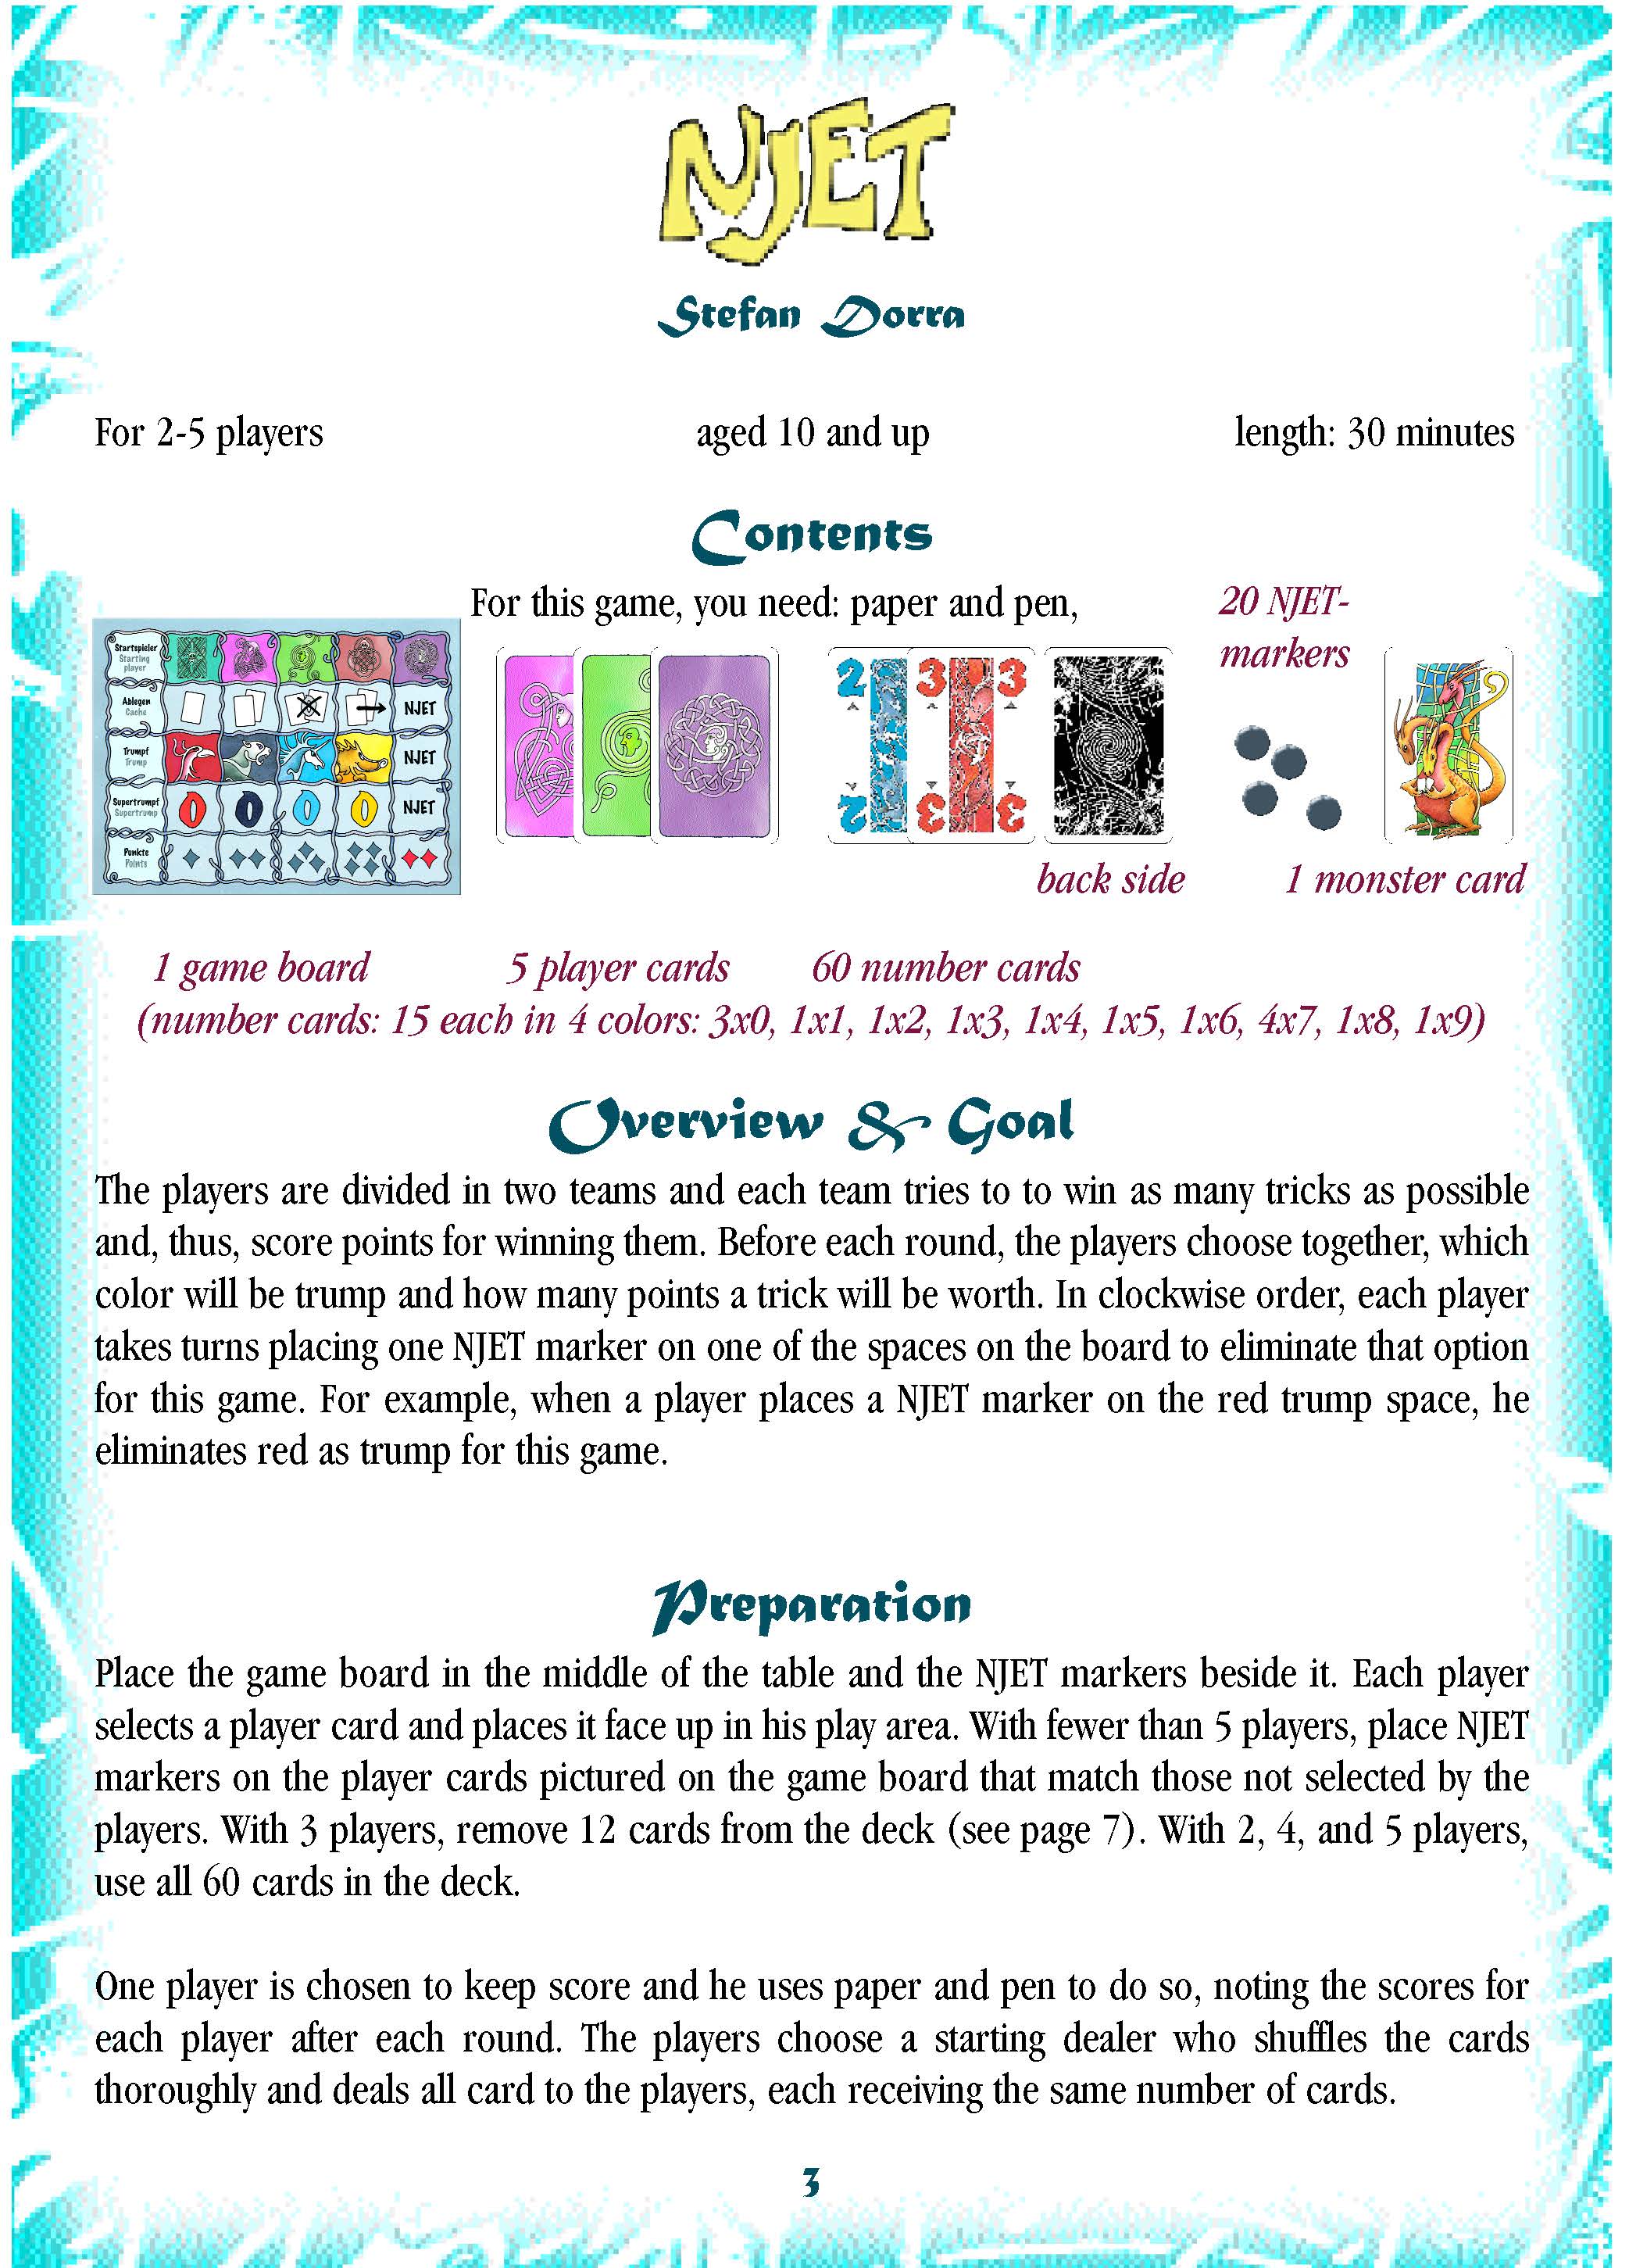 NJET
Stefan Dorra
For 2-5 players aged 10 and up length: 30 minutes
Contents
For this game, you need: paper and pen,
20 NJET-
markers
Startspieler
Starting
player
Ablegen
Cache
NJET
Trumpf
Trump
NJET
Supertrumpf
Supertrump
NJET
Punkte
Points
2 3 3
2 3 3
back side 1 monster card
1 game board 5 player cards 60 number cards
(number cards: 15 each in 4 colors: 3x0, 1x1, 1x2, 1x3, 1x4, 1x5, 1x6, 4x7, 1x8, 1x9)
Overview & Goal
The players are divided in two teams and each team tries to to win as many tricks as possible
and, thus, score points for winning them. Before each round, the players choose together, which
color will be trump and how many points a trick will be worth. In clockwise order, each player
takes turns placing one NJET marker on one of the spaces on the board to eliminate that option
for this game. For example, when a player places a NJET marker on the red trump space, he
eliminates red as trump for this game.
Preparation
Place the game board in the middle of the table and the NJET markers beside it. Each player
selects a player card and places it face up in his play area. With fewer than 5 players, place NJET
markers on the player cards pictured on the game board that match those not selected by the
players. With 3 players, remove 12 cards from the deck (see page 7). With 2, 4, and 5 players,
use all 60 cards in the deck.
One player is chosen to keep score and he uses paper and pen to do so, noting the scores for
each player after each round. The players choose a starting dealer who shuffles the cards
thoroughly and deals all card to the players, each receiving the same number of cards.
3